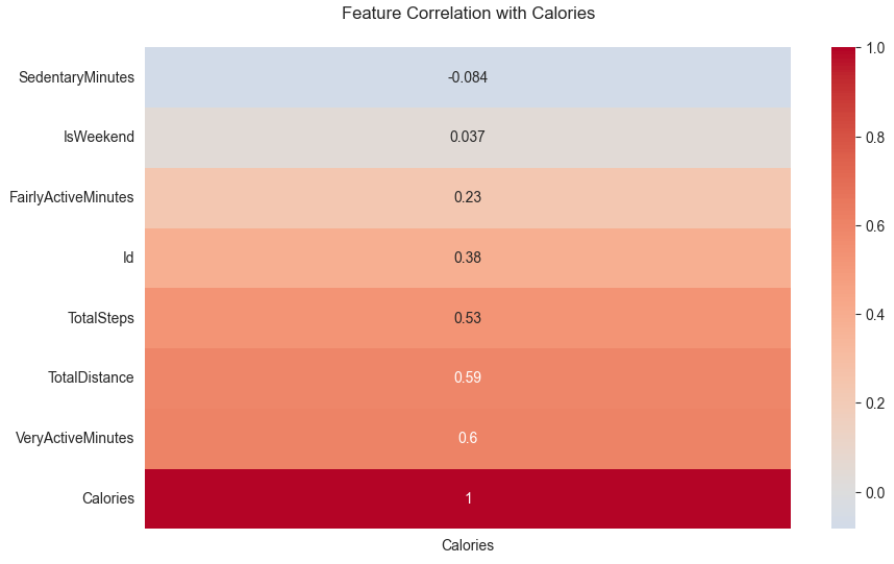 Feature Correlation with Calories
SedentaryMinutes -0.084
IsWeekend 0.037
FairlyActiveMinutes 0.23
Id 0.38
TotalSteps 0.53
TotalDistance 0.59
VeryActiveMinutes 0.6
Calories 1
Calories
1.0
0.8
0.6
0.4
0.2
0.0